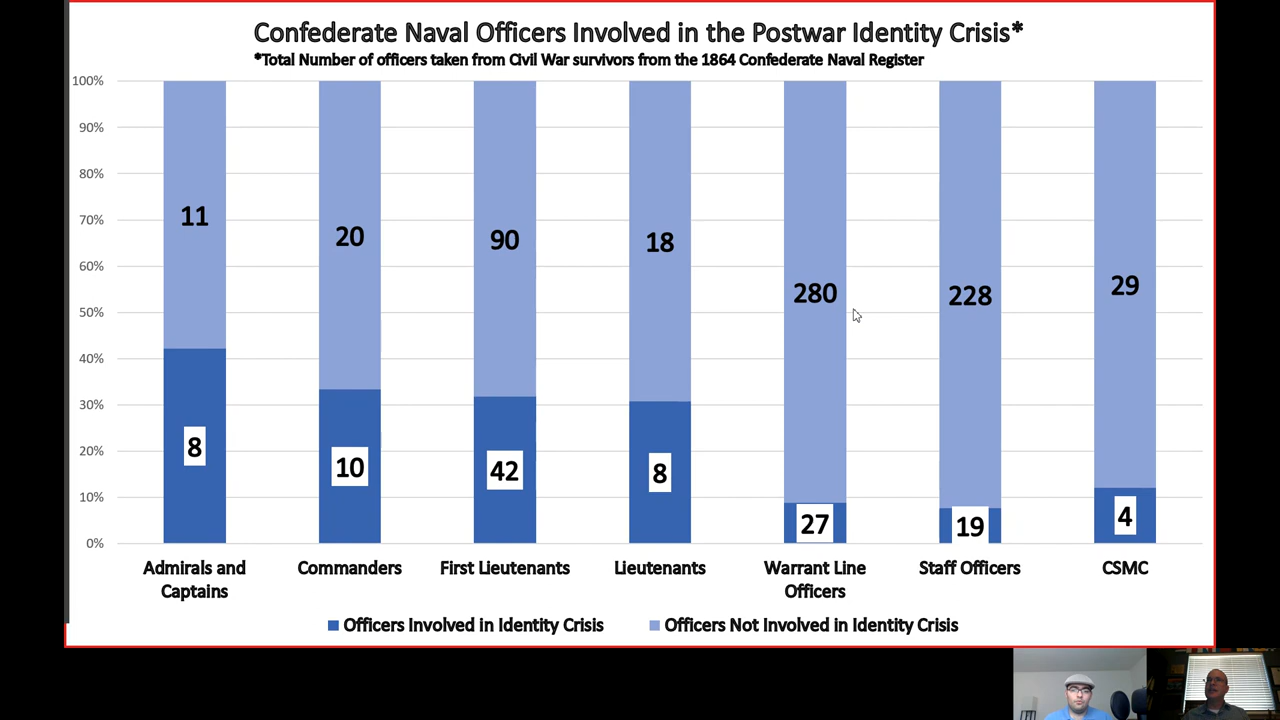 Confederate Naval Officers Involved in the Postwar Identity Crisis*
*Total Number of officers taken from Civil War survivors from the 1864 Confederate Naval Register
100%
90%
80%
70%
60%
50%
40%
30%
20%
10%
0%
11 20 90 18 280 228 29
8 10 42 8 27 19 4
Admirals and Captains
Commanders
First Lieutenants
Lieutenants
Warrant Line Officers
Staff Officers
CSMC
Officers Involved in Identity Crisis
Officers Not Involved in Identity Crisis